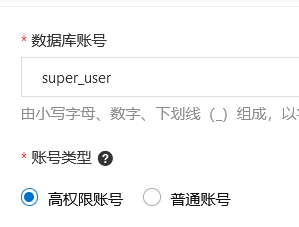 * 数据库账号
super_user
由小写字母、数字、下划线（_）组成，以
* 账号类型 ?
高权限账号 普通账号